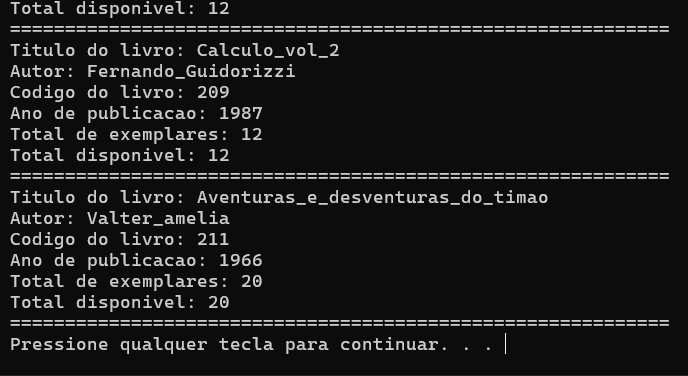 Total disponivel: 12
============================================================
Titulo do livro: Calculo_vol_2
Autor: Fernando_Guidorizzi
Codigo do livro: 209
Ano de publicacao: 1987
Total de exemplares: 12
Total disponivel: 12
============================================================
Titulo do livro: Aventuras_e_desventuras_do_timao
Autor: Valter_amelia
Codigo do livro: 211
Ano de publicacao: 1966
Total de exemplares: 20
Total disponivel: 20
============================================================
Pressione qualquer tecla para continuar. . .